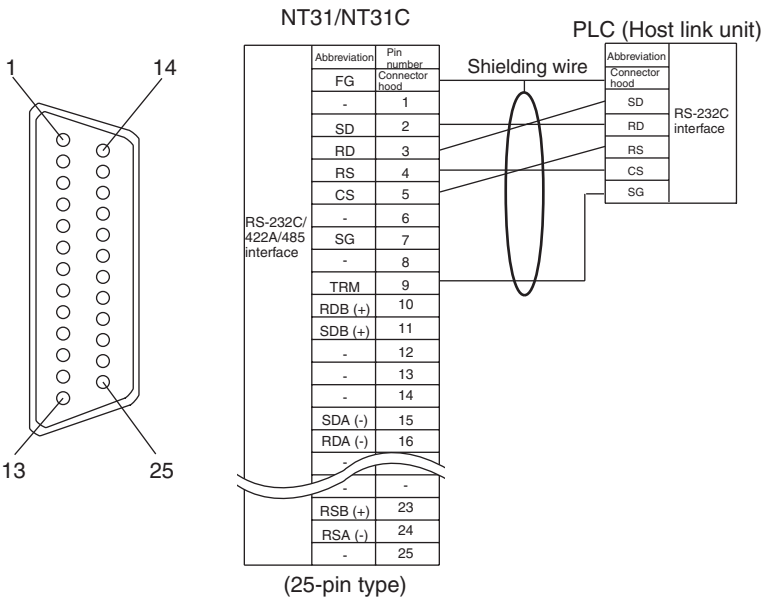 NT31/NT31C
PLC (Host link unit)
1
14
13
25
Abbreviation Pin number
FG Connector hood
- 1
SD 2
RD 3
RS 4
CS 5
- 6
SG 7
- 8
TRM 9
RDB (+) 10
SDB (+) 11
- 12
- 13
- 14
SDA (-) 15
RDA (-) 16
-
- -
RSB (+) 23
RSA (-) 24
- 25
RS-232C/
422A/485
interface
Shielding wire
Abbreviation
Connector
hood
SD
RD
RS
CS
SG
RS-232C
interface
(25-pin type)